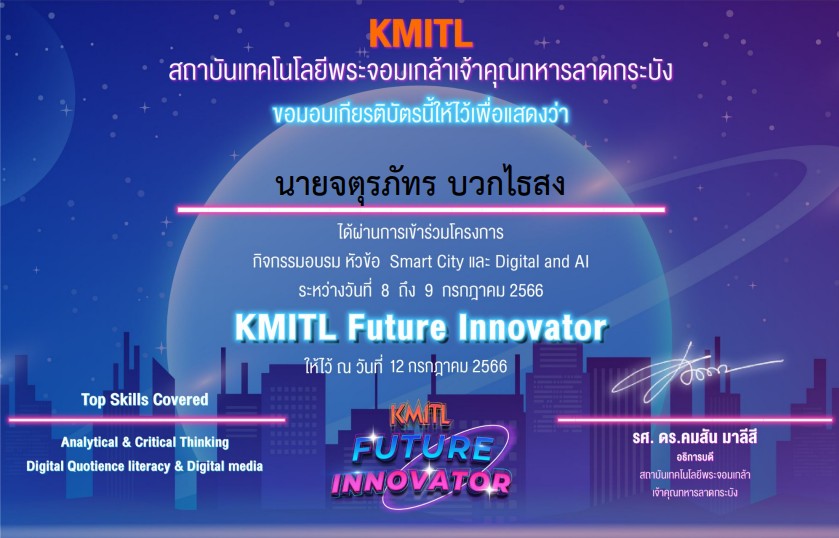 KMITL
สถาบันเทคโนโลยีพระจอมเกล้าเจ้าคุณทหารลาดกระบัง
ขอมอบเกียรติบัตรนี้ให้ไว้เพื่อแสดงว่า
นายจตุรภัทร บวกไธสง
ได้ผ่านการเข้าร่วมโครงการ
กิจกรรมอบรม หัวข้อ Smart City และ Digital and AI
ระหว่างวันที่ 8 ถึง 9 กรกฎาคม 2566
KMITL Future Innovator
ให้ไว้ ณ วันที่ 12 กรกฎาคม 2566
Top Skills Covered
Analytical & Critical Thinking
Digital Quotience literacy & Digital media
KMITL
FUTURE
INNOVATOR
รศ. ดร.คมสัน มาลีสี
อธิการบดี
สถาบันเทคโนโลยีพระจอมเกล้า
เจ้าคุณทหารลาดกระบัง